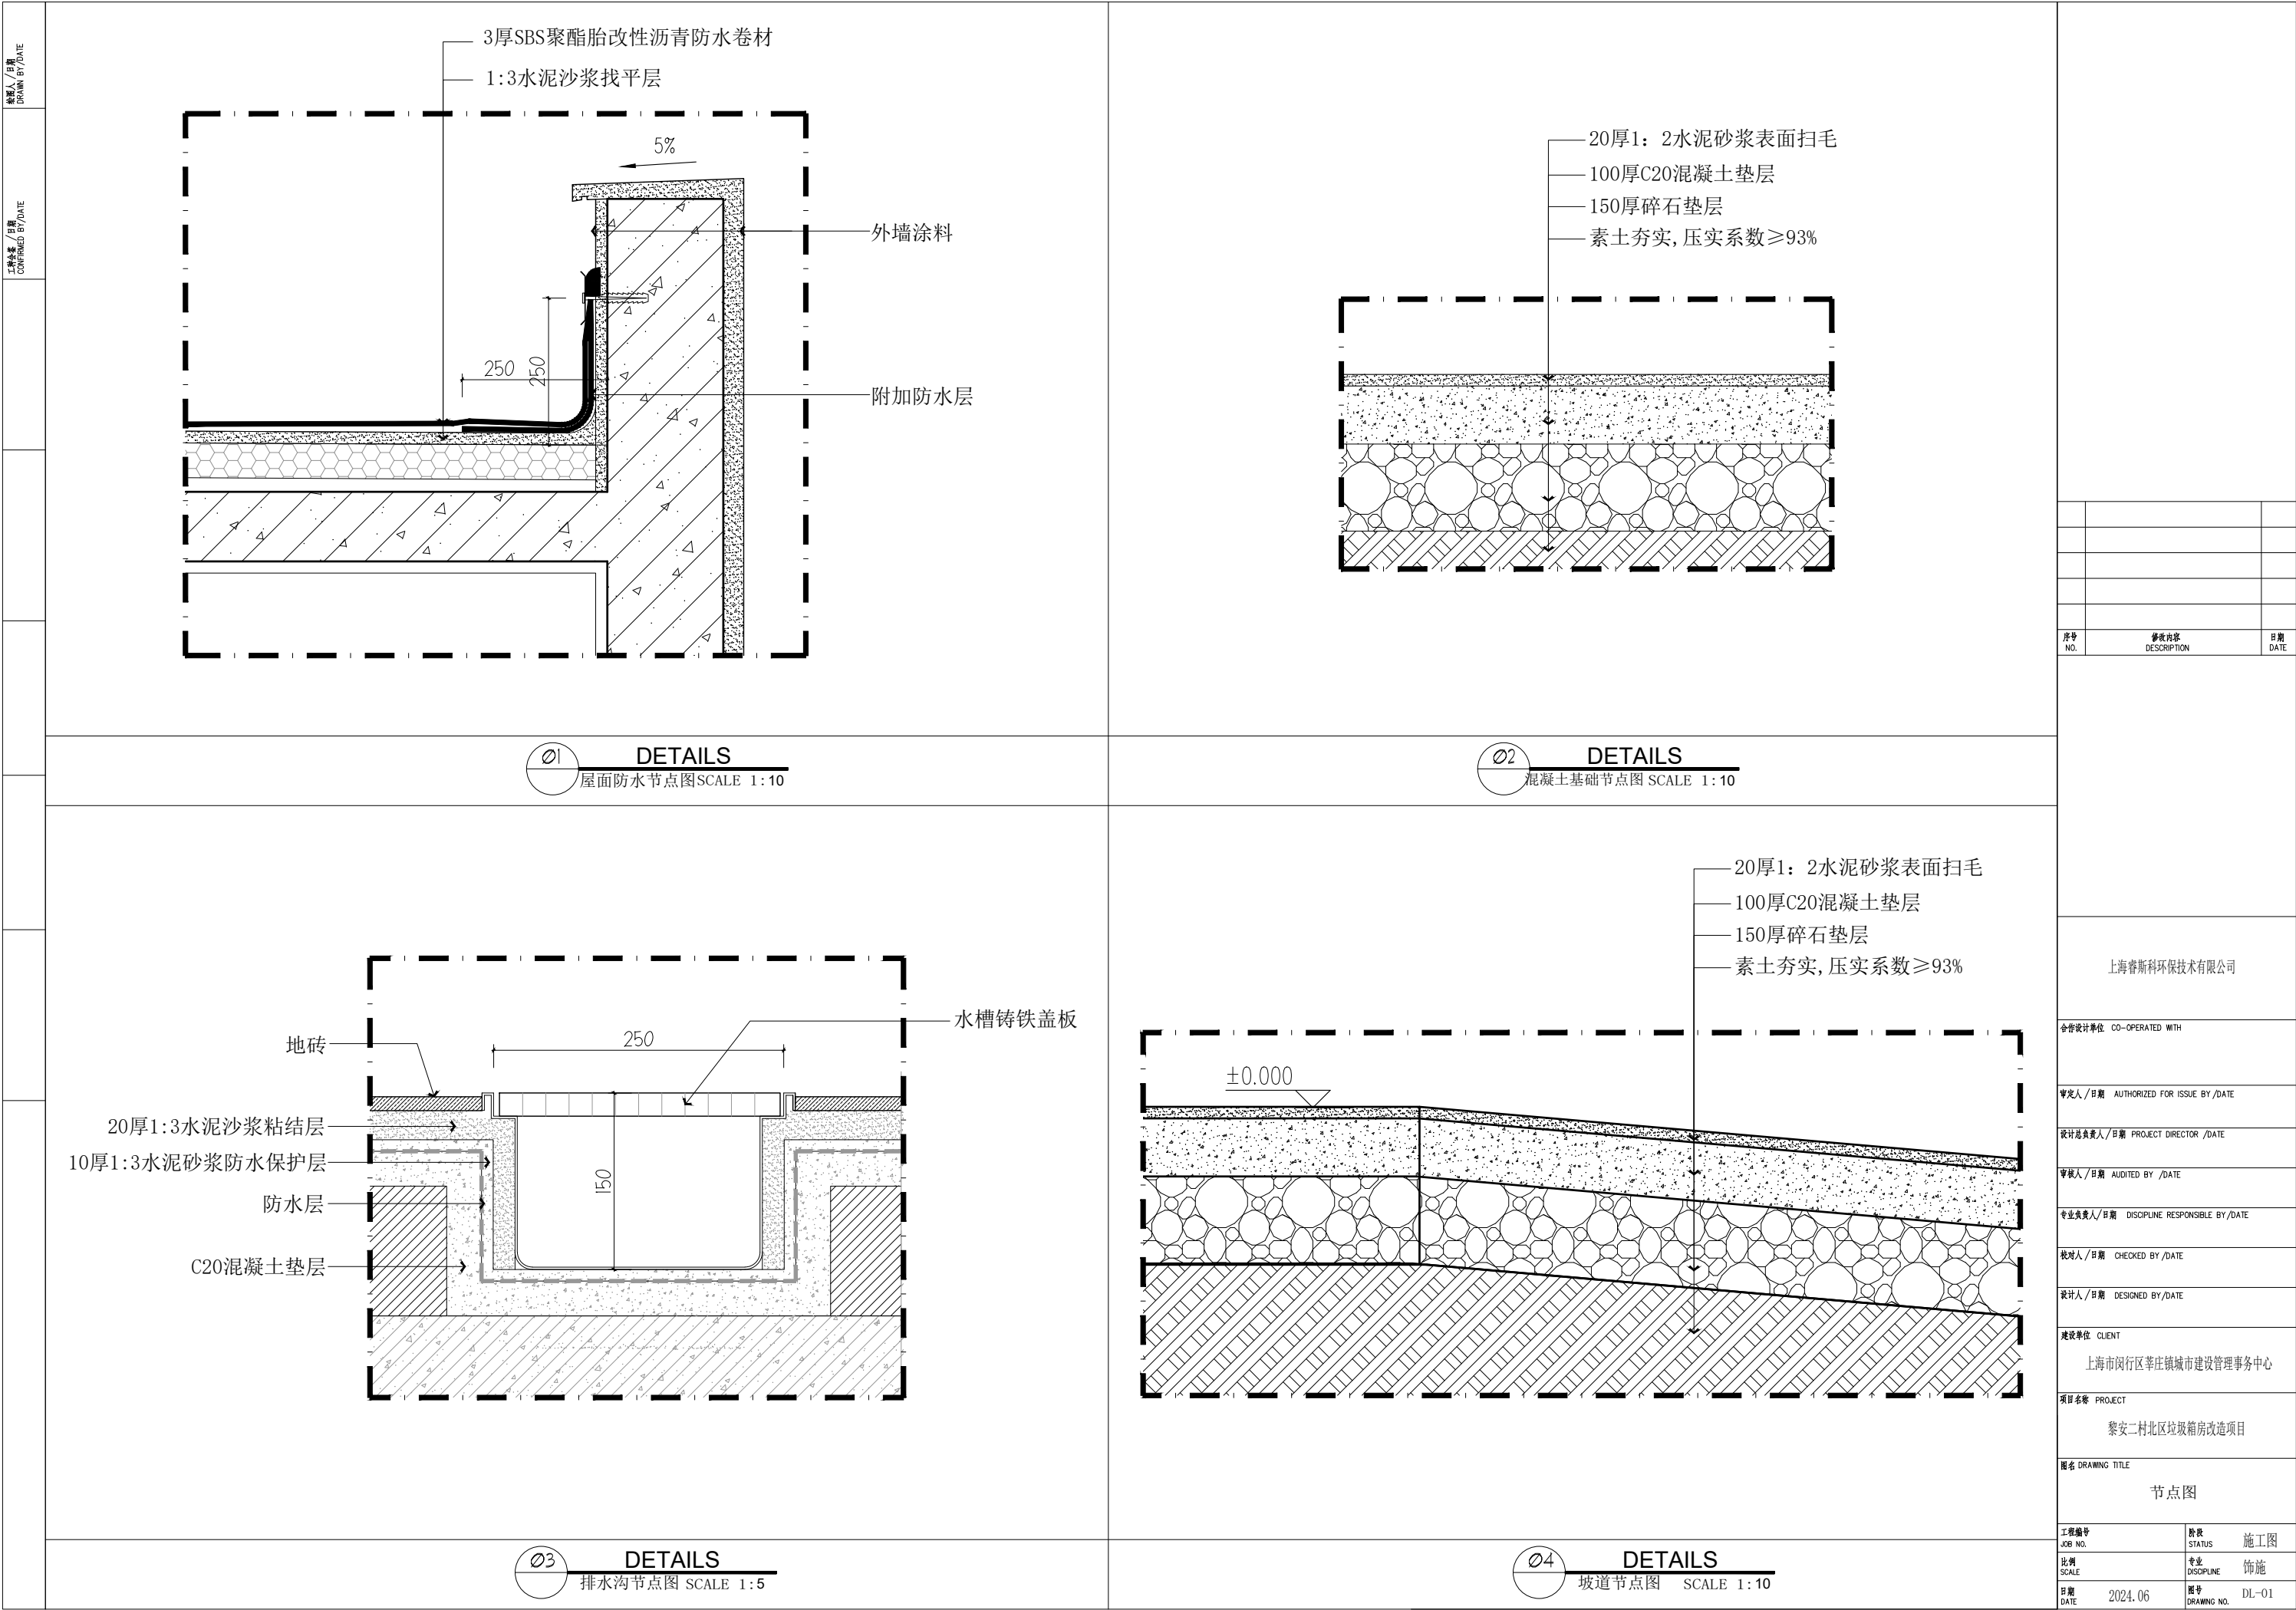 绘图人/日期
DRAWN BY/DATE
工种会签/日期
CONFIRMED BY/DATE
3厚SBS聚酯胎改性沥青防水卷材
1:3水泥沙浆找平层
5%
外墙涂料
250
250
附加防水层
Ø1
DETAILS
屋面防水节点图SCALE 1:10
20厚1: 2水泥砂浆表面扫毛
100厚C20混凝土垫层
150厚碎石垫层
素土夯实,压实系数≥93%
Ø2
DETAILS
混凝土基础节点图 SCALE 1:10
水槽铸铁盖板
250
地砖
20厚1:3水泥沙浆粘结层
10厚1:3水泥砂浆防水保护层
150
防水层
C20混凝土垫层
Ø3
DETAILS
排水沟节点图 SCALE 1:5
20厚1: 2水泥砂浆表面扫毛
100厚C20混凝土垫层
150厚碎石垫层
素土夯实,压实系数≥93%
±0.000
Ø4
DETAILS
坡道节点图 SCALE 1:10
序号 修改内容 日期
NO. DESCRIPTION DATE
上海睿斯科环保技术有限公司
合作设计单位 CO-OPERATED WITH
审定人/日期 AUTHORIZED FOR ISSUE BY/DATE
设计总负责人/日期 PROJECT DIRECTOR /DATE
审核人/日期 AUDITED BY /DATE
专业负责人/日期 DISCIPLINE RESPONSIBLE BY/DATE
校对人/日期 CHECKED BY/DATE
设计人/日期 DESIGNED BY/DATE
建设单位 CLIENT
上海市闵行区莘庄镇城市建设管理事务中心
项目名称 PROJECT
黎安二村北区垃圾箱房改造项目
图名 DRAWING TITLE
节点图
工程编号
JOB NO.
阶段
STATUS 施工图
比例
SCALE
专业
DISCIPLINE 饰施
日期
DATE 2024.06
图号
DRAWING NO. DL-01